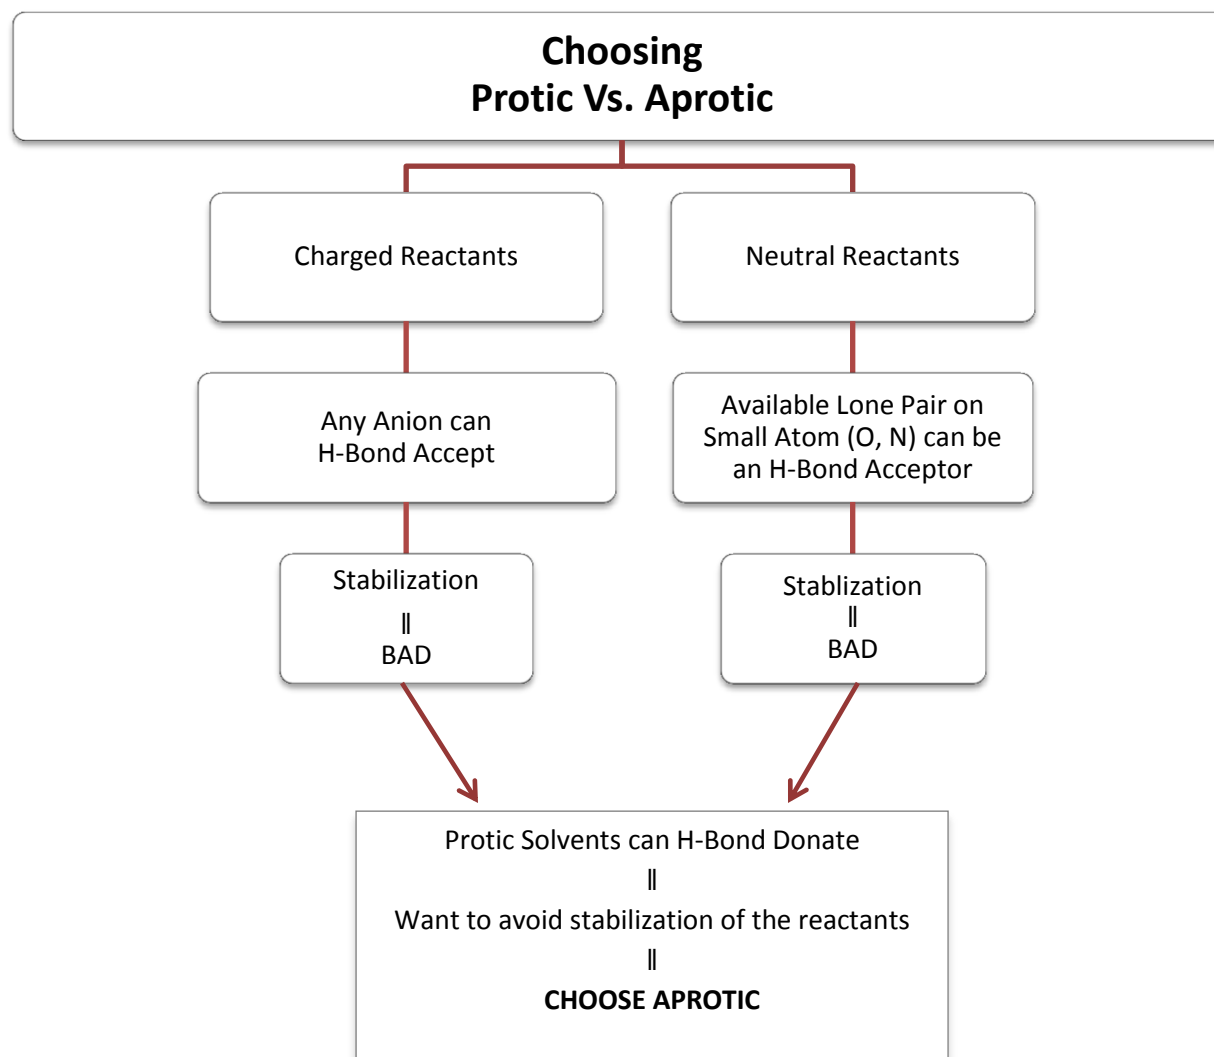 Choosing
Protic Vs. Aprotic
Charged Reactants
Neutral Reactants
Any Anion can
H-Bond Accept
Available Lone Pair on
Small Atom (O, N) can be
an H-Bond Acceptor
Stabilization
||
BAD
Stablization
||
BAD
Protic Solvents can H-Bond Donate
||
Want to avoid stabilization of the reactants
||
CHOOSE APROTIC